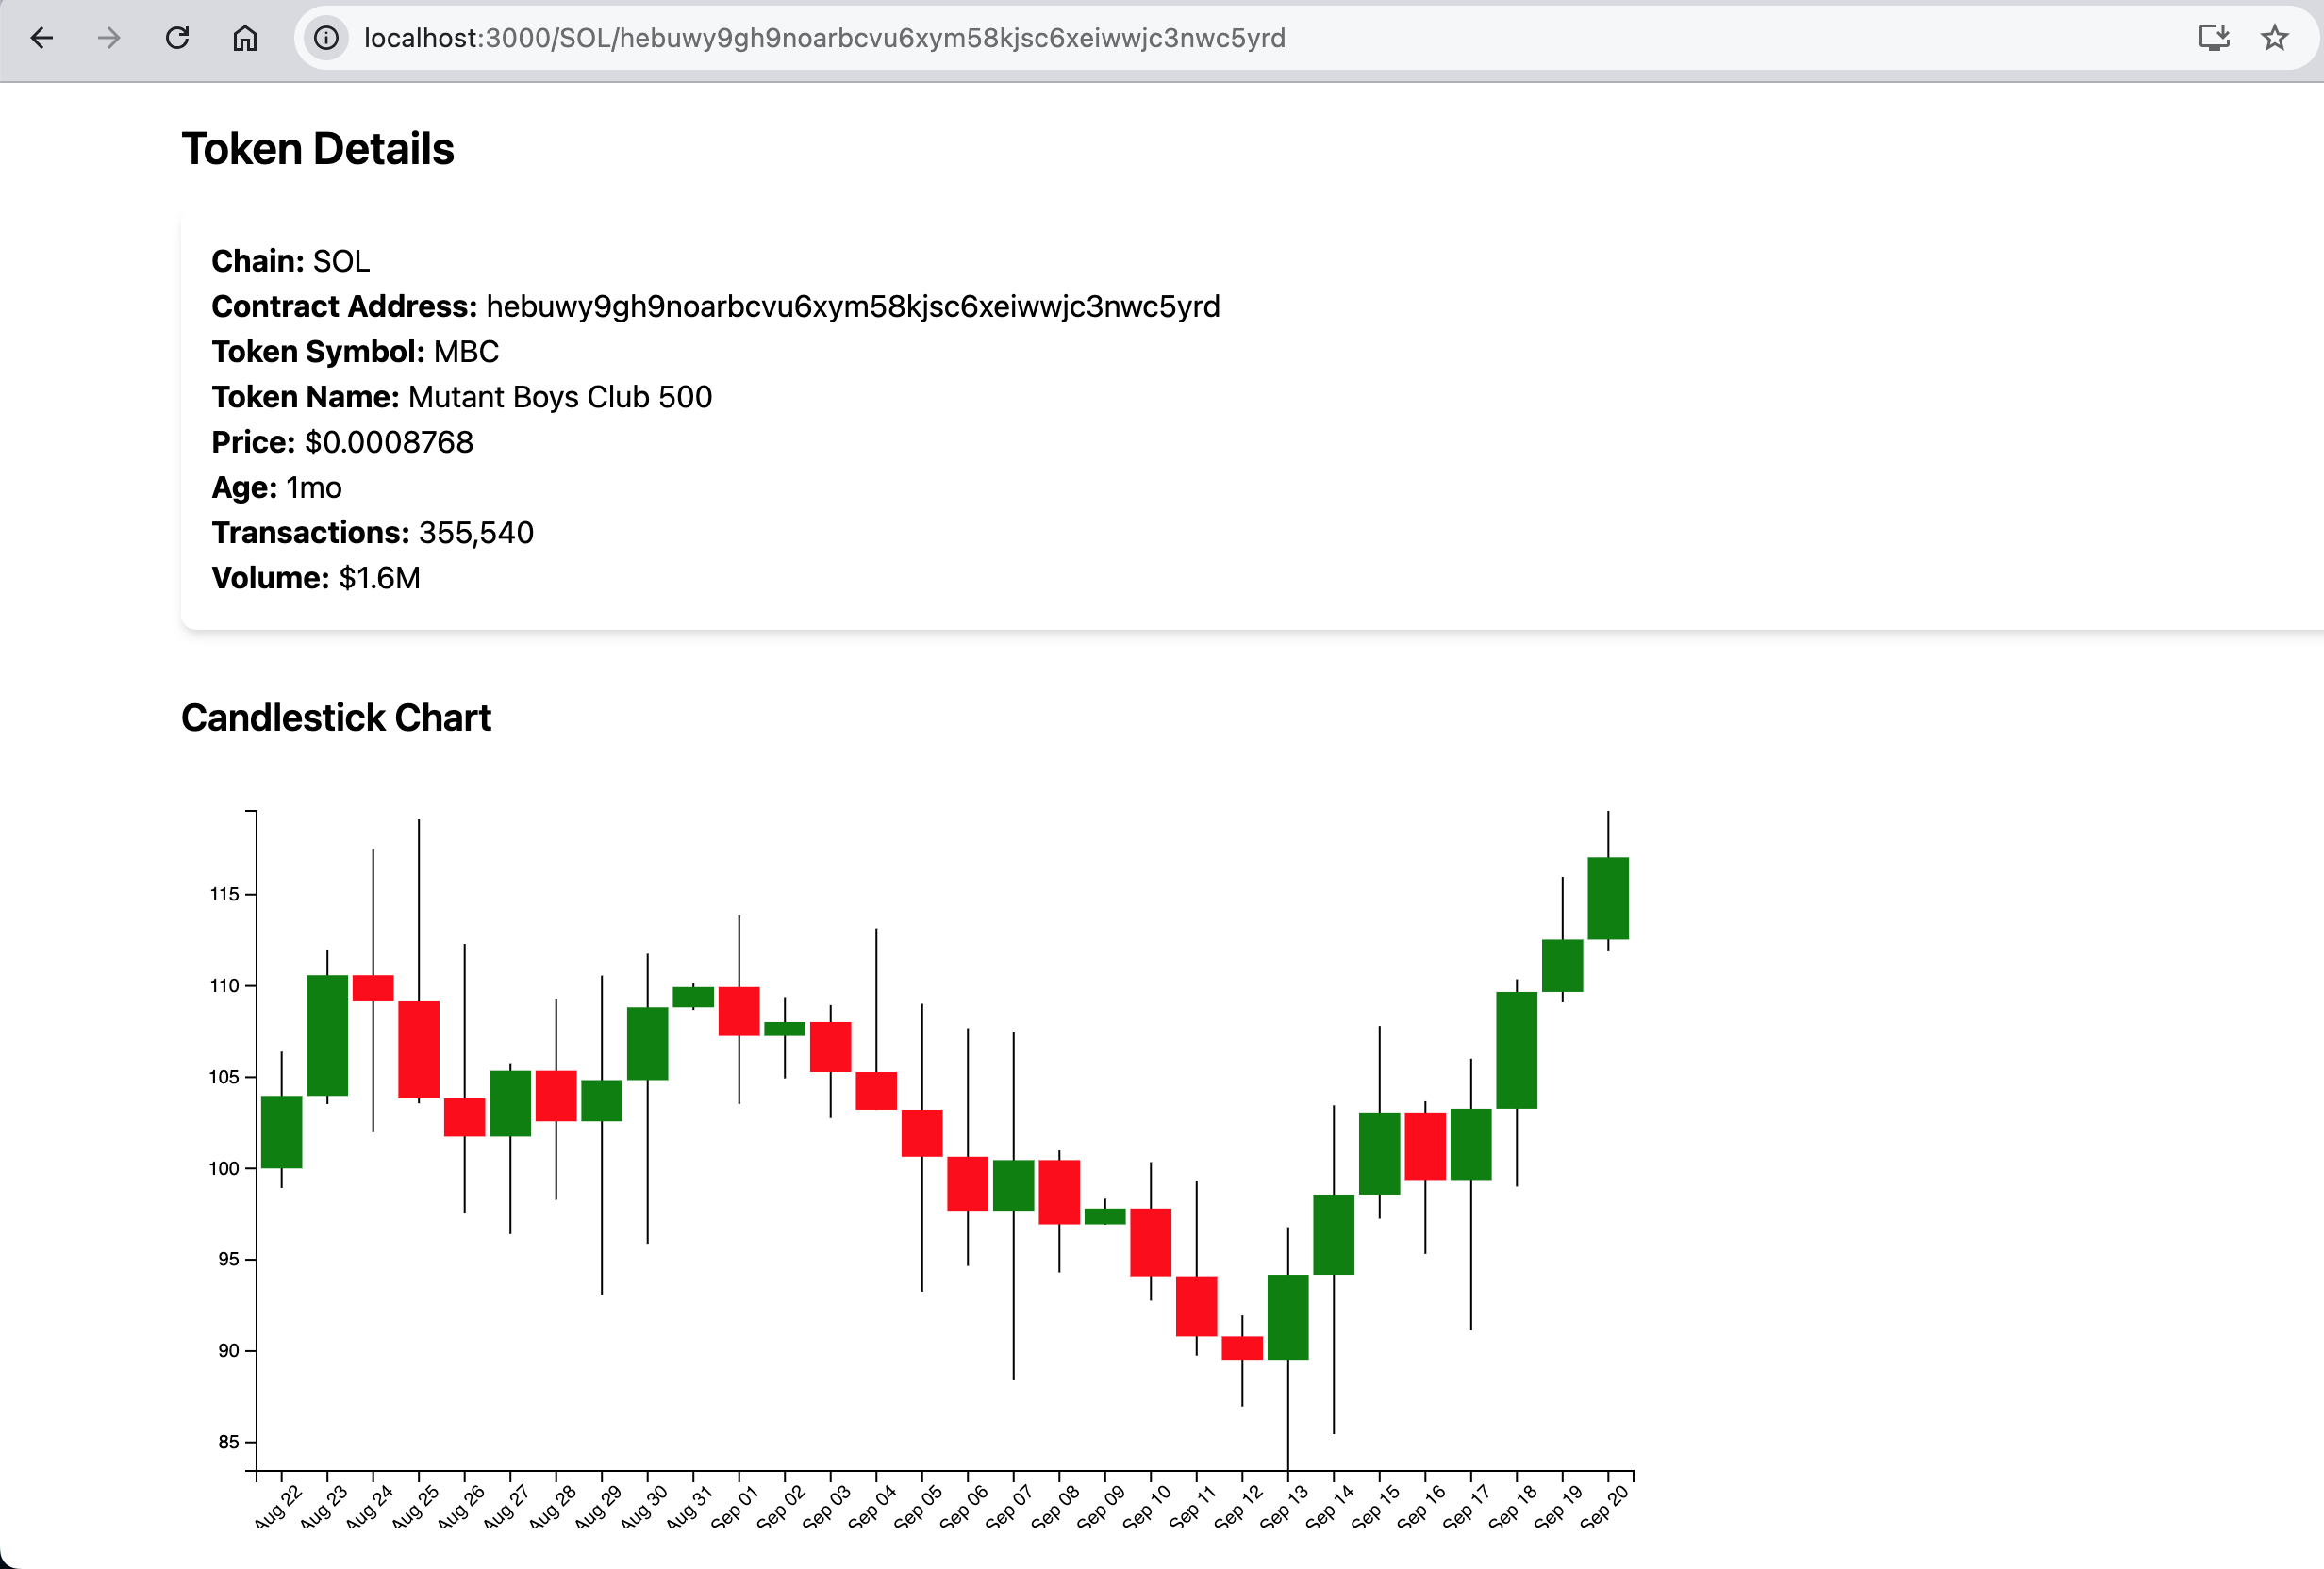 localhost:3000/SOL/hebuwy9gh9noarbcvu6xym58kjsc6xeiwwjc3nwc5yrd
Token Details
Chain: SOL
Contract Address: hebuwy9gh9noarbcvu6xym58kjsc6xeiwwjc3nwc5yrd
Token Symbol: MBC
Token Name: Mutant Boys Club 500
Price: $0.0008768
Age: 1mo
Transactions: 355,540
Volume: $1.6M
Candlestick Chart
115
110
105
100
95
90
85
Aug 22 Aug 23 Aug 24 Aug 25 Aug 26 Aug 27 Aug 28 Aug 29 Aug 30 Aug 31 Sep 01 Sep 02 Sep 03 Sep 04 Sep 05 Sep 06 Sep 07 Sep 08 Sep 09 Sep 10 Sep 11 Sep 12 Sep 13 Sep 14 Sep 15 Sep 16 Sep 17 Sep 18 Sep 19 Sep 20